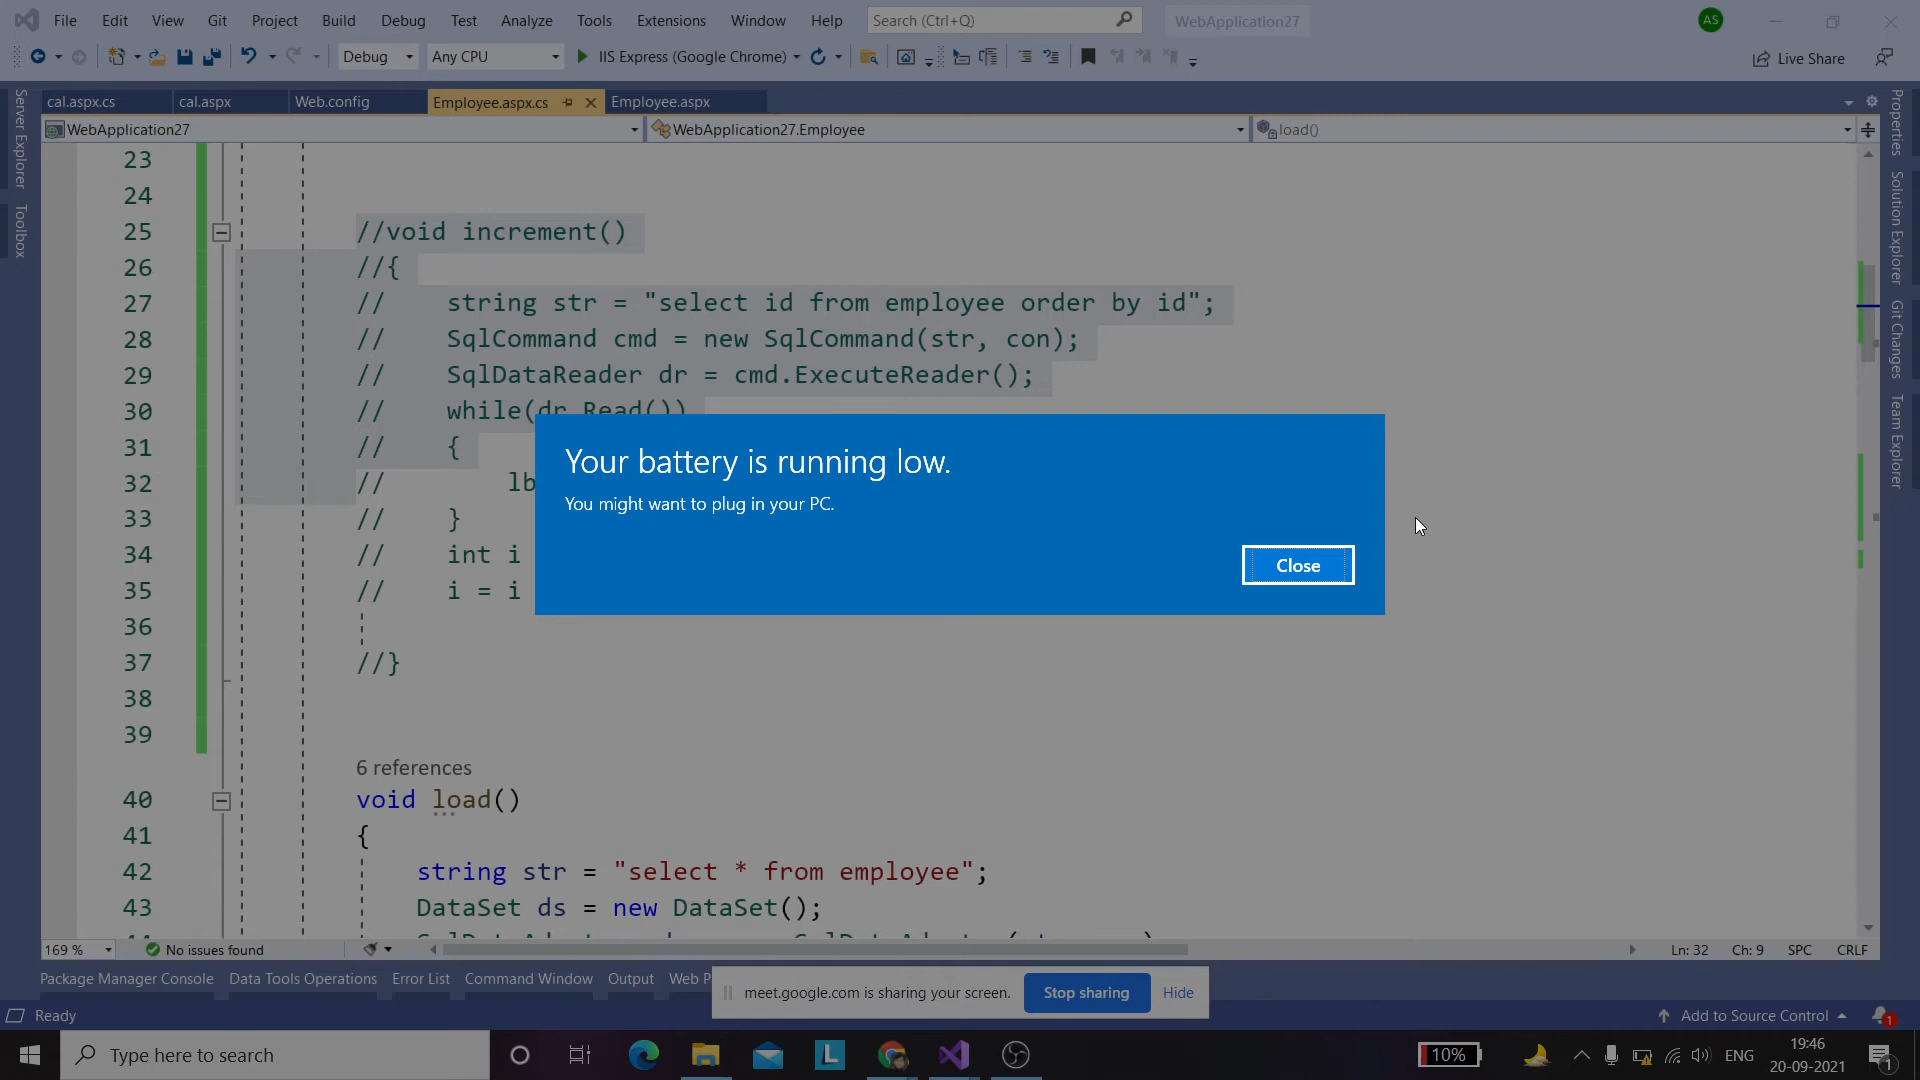 File Edit View Git Project Build Debug Test Analyze Tools Extensions Window Help Search (Ctrl+Q) WebApplication27 AS
Debug Any CPU IIS Express (Google Chrome) Live Share
cal.aspx.cs cal.aspx Web.config Employee.aspx.cs Employee.aspx
WebApplication27 WebApplication27.Employee load()
Server Explorer
Toolbox
Properties
Solution Explorer
Git Changes
Team Explorer
23
24
25 //void increment()
26 //{
27 // string str = "select id from employee order by id";
28 // SqlCommand cmd = new SqlCommand(str, con);
29 // SqlDataReader dr = cmd.ExecuteReader();
30 // while(dr.Read())
31 // {
32 // lb
33 // }
34 // int i
35 // i = i
36
37 //}
38
39
6 references
40 void load()
41 {
42 string str = "select * from employee";
43 DataSet ds = new DataSet();
Your battery is running low.
You might want to plug in your PC.
Close
169 % No issues found Ln: 32 Ch: 9 SPC CRLF
Package Manager Console Data Tools Operations Error List Command Window Output Web P
meet.google.com is sharing your screen. Stop sharing Hide
Ready Add to Source Control 1
Type here to search L 10% ENG 19:46
20-09-2021 1